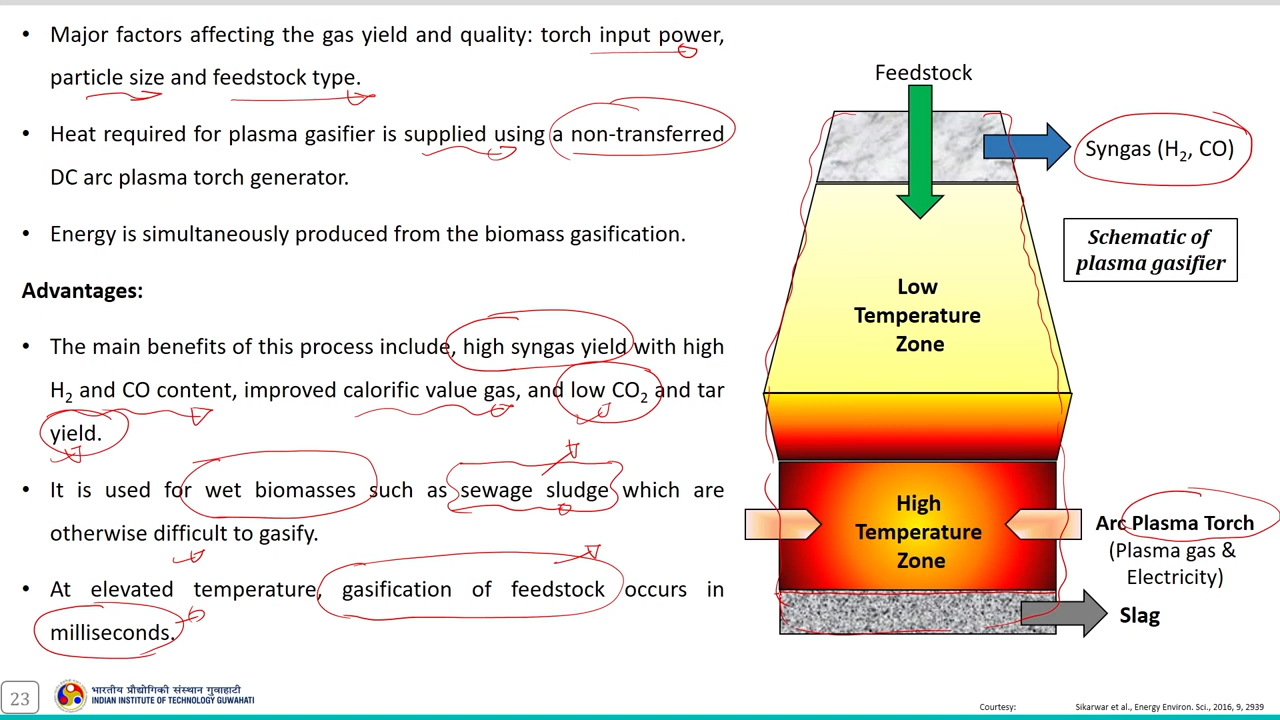 • Major factors affecting the gas yield and quality: torch input power,
particle size and feedstock type.
• Heat required for plasma gasifier is supplied using a non-transferred
DC arc plasma torch generator.
• Energy is simultaneously produced from the biomass gasification.
Advantages:
• The main benefits of this process include, high syngas yield with high
H₂ and CO content, improved calorific value gas, and low CO₂ and tar
yield.
• It is used for wet biomasses such as sewage sludge which are
otherwise difficult to gasify.
• At elevated temperature, gasification of feedstock occurs in
milliseconds.
Feedstock
Syngas (H₂, CO)
Schematic of
plasma gasifier
Low
Temperature
Zone
High
Temperature
Zone
Arc Plasma Torch
(Plasma gas &
Electricity)
Slag
23
भारतीय प्रौद्योगिकी संस्थान गुवाहाटी
INDIAN INSTITUTE OF TECHNOLOGY GUWAHATI
Courtesy: Sikarwar et al., Energy Environ. Sci., 2016, 9, 2939